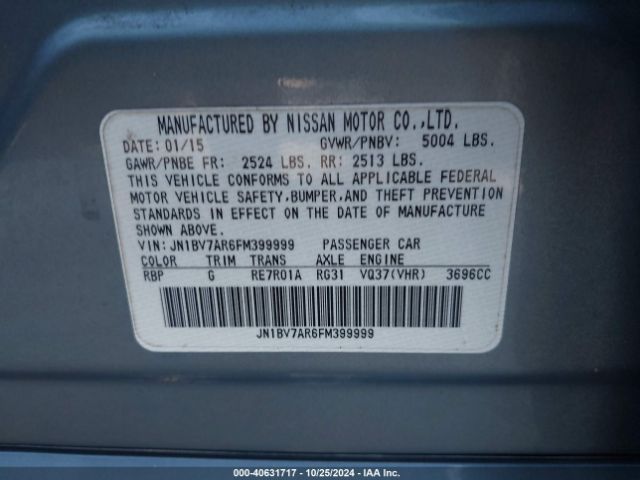 MANUFACTURED BY NISSAN MOTOR CO.,LTD.
DATE: 01/15 GVWR/PNBV: 5004 LBS.
GAWR/PNBE FR: 2524 LBS. RR: 2513 LBS.
THIS VEHICLE CONFORMS TO ALL APPLICABLE FEDERAL
MOTOR VEHICLE SAFETY,BUMPER,AND THEFT PREVENTION
STANDARDS IN EFFECT ON THE DATE OF MANUFACTURE
SHOWN ABOVE.
VIN: JN1BV7AR6FM399999 PASSENGER CAR
COLOR TRIM TRANS AXLE ENGINE
RBP G RE7R01A RG31 VQ37(VHR) 3696CC
JN1BV7AR6FM399999
000-40631717 - 10/25/2024 - IAA Inc.